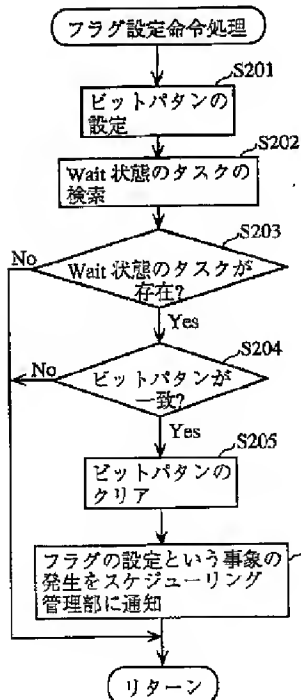 フラグ設定命令処理
S201
ビットパタンの
設定
S202
Wait 状態のタスクの
検索
S203
No
Wait 状態のタスクが
存在?
Yes
S204
No
ビットパタンが
一致?
Yes
S205
ビットパタンの
クリア
フラグの設定という事象の
発生をスケジューリング
管理部に通知
リターン